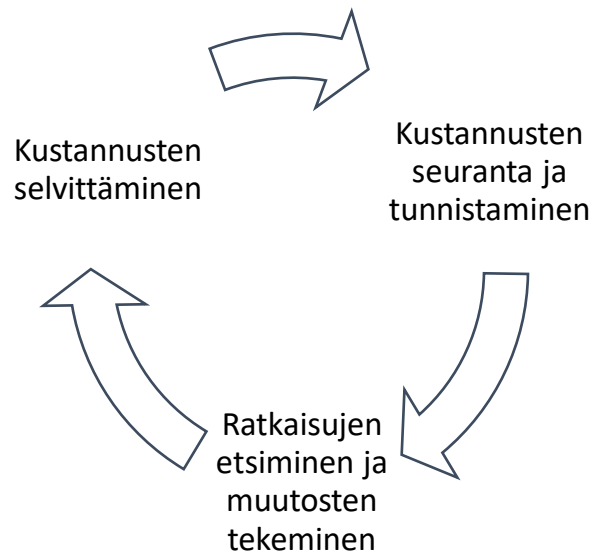 Kustannusten
selvittäminen
Kustannusten
seuranta ja
tunnistaminen
Ratkaisujen
etsiminen ja
muutosten
tekeminen